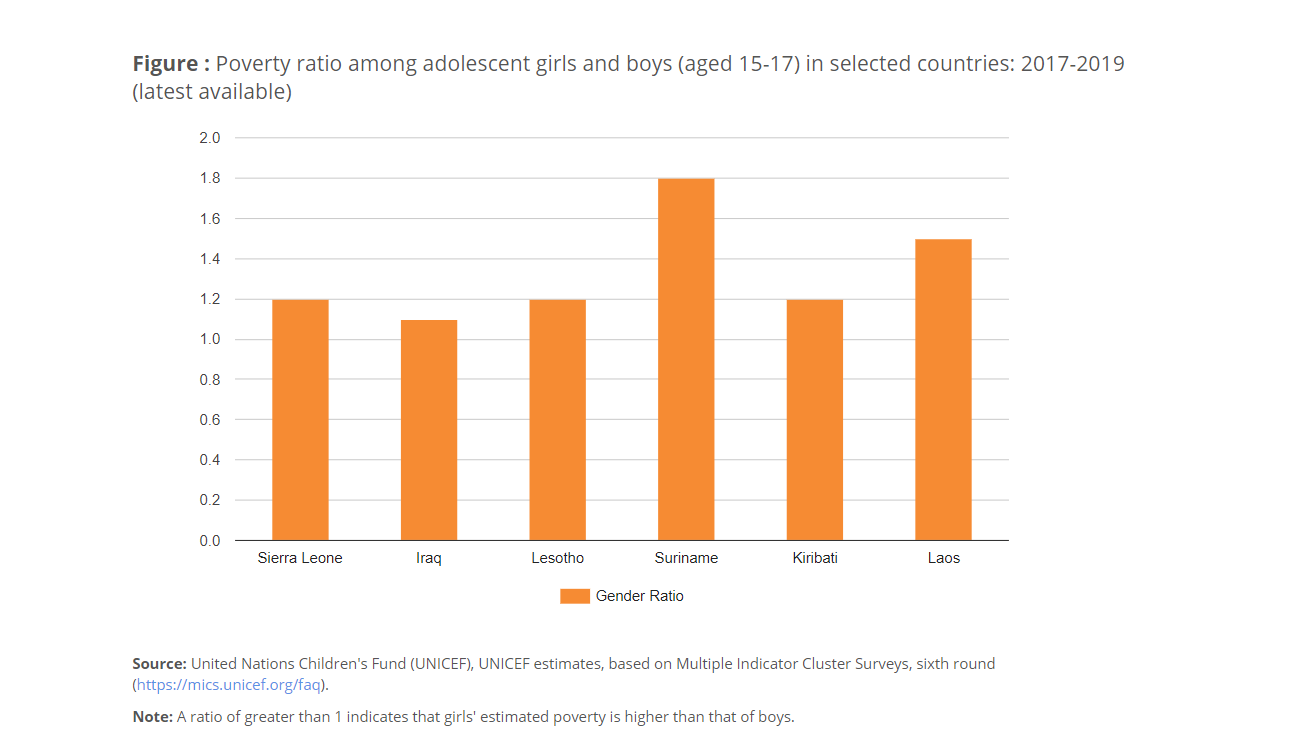 Figure : Poverty ratio among adolescent girls and boys (aged 15-17) in selected countries: 2017-2019
(latest available)
2.0
1.8
1.6
1.4
1.2
1.0
0.8
0.6
0.4
0.2
0.0
Sierra Leone Iraq Lesotho Suriname Kiribati Laos
Gender Ratio
Source: United Nations Children's Fund (UNICEF), UNICEF estimates, based on Multiple Indicator Cluster Surveys, sixth round
(https://mics.unicef.org/faq).
Note: A ratio of greater than 1 indicates that girls' estimated poverty is higher than that of boys.